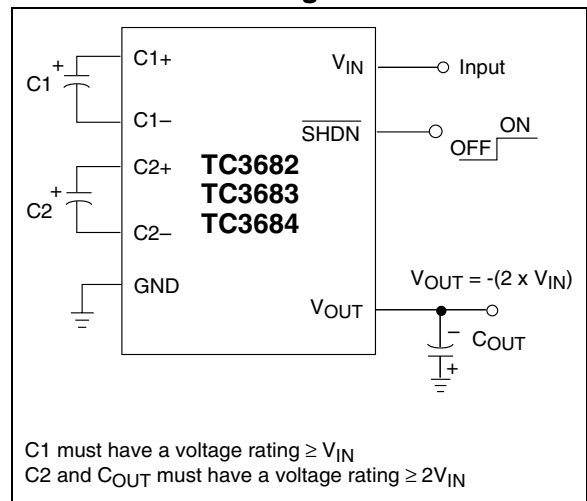 C1+
VIN
Input
C1
+
C1–
SHDN
ON
OFF
C2+
TC3682
+
TC3683
C2
C2–
TC3684
GND
VOUT = -(2 x VIN)
VOUT
–
COUT
+
C1 must have a voltage rating ≥ VIN
C2 and COUT must have a voltage rating ≥ 2VIN